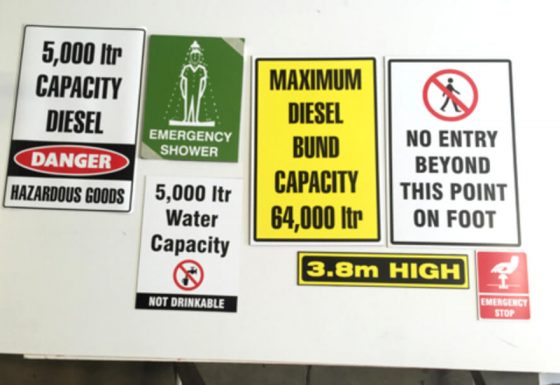 5,000 ltr
CAPACITY
DIESEL
DANGER
HAZARDOUS GOODS
EMERGENCY
SHOWER
5,000 ltr
Water
Capacity
NOT DRINKABLE
MAXIMUM
DIESEL
BUND
CAPACITY
64,000 ltr
NO ENTRY
BEYOND
THIS POINT
ON FOOT
3.8m HIGH
EMERGENCY
STOP